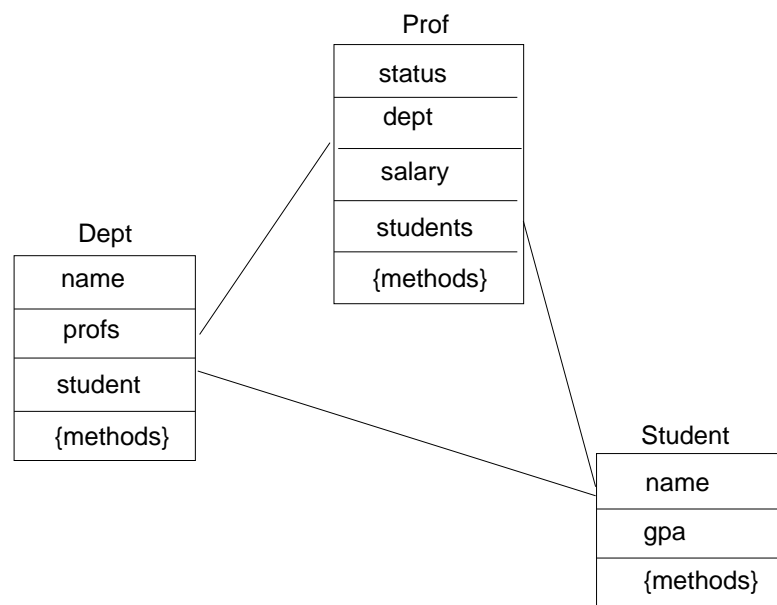 Prof
status
dept
salary
students
{methods}
Dept
name
profs
student
{methods}
Student
name
gpa
{methods}